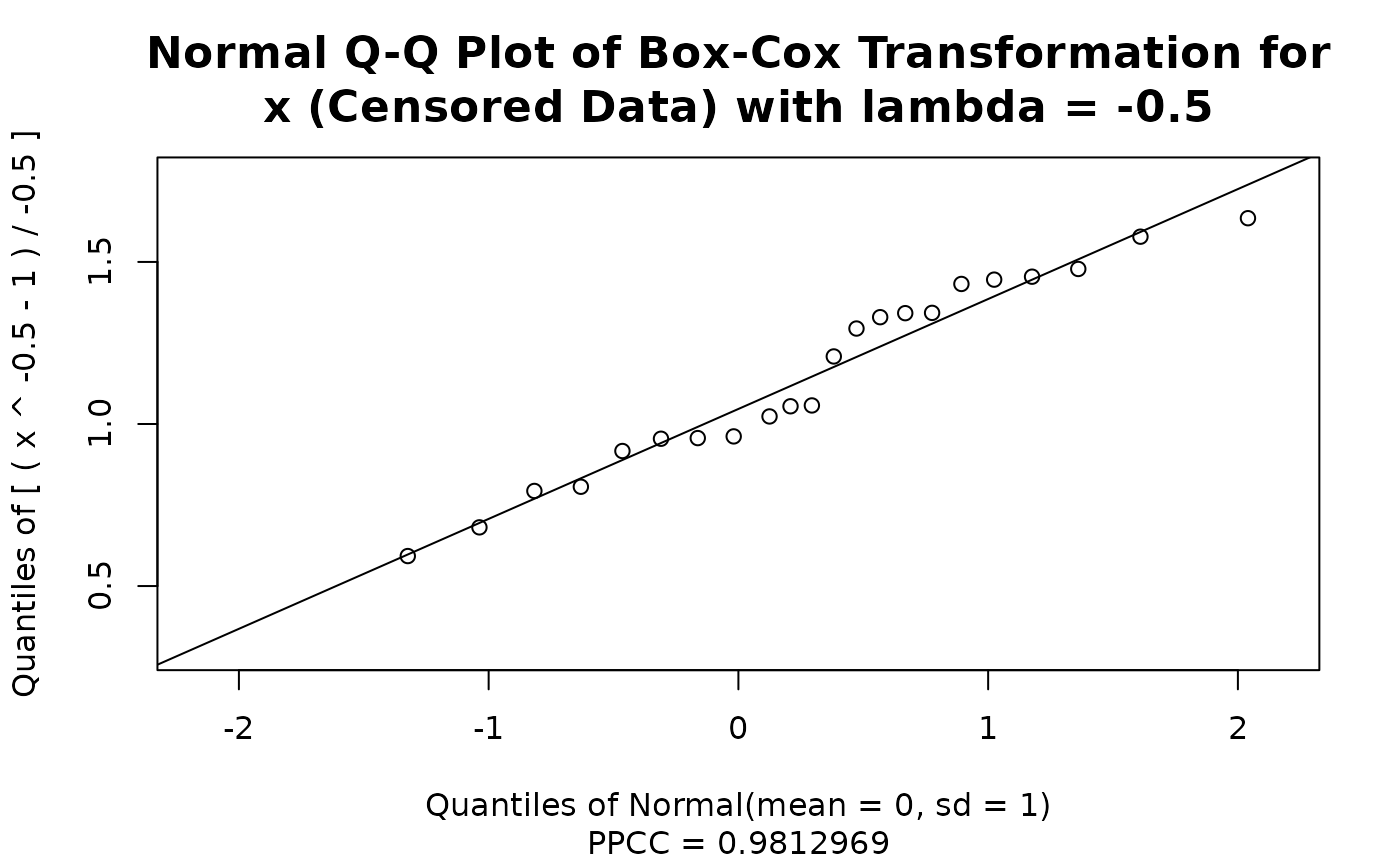 Normal Q-Q Plot of Box-Cox Transformation for
x (Censored Data) with lambda = -0.5
Quantiles of [ ( x ^ -0.5 - 1 ) / -0.5 ]
1.5
1.0
0.5
-2
-1
0
1
2
Quantiles of Normal(mean = 0, sd = 1)
PPCC = 0.9812969